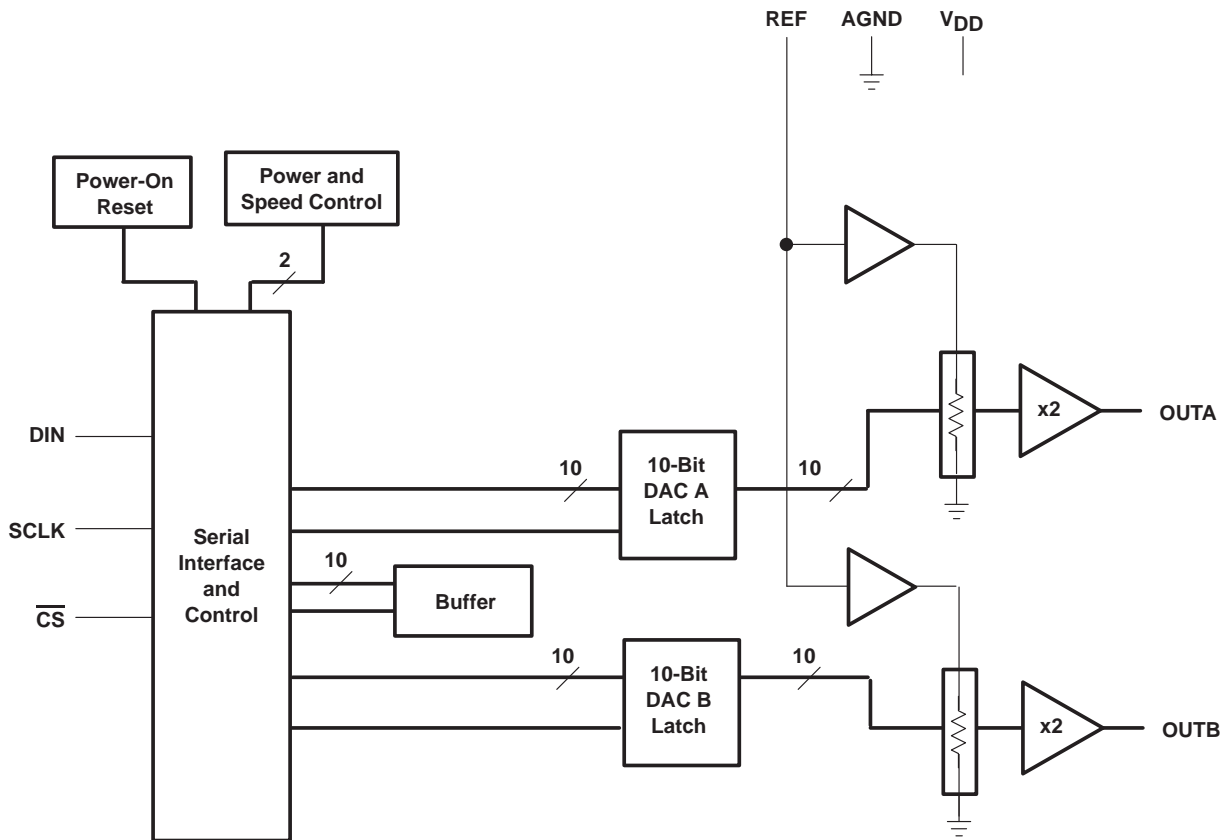 REF AGND VDD
Power-On
Reset
Power and
Speed Control
2
x2
OUTA
DIN
10
10-Bit
DAC A
Latch
10
SCLK
Serial
Interface
and
Control
10
Buffer
CS
10
10-Bit
DAC B
Latch
10
x2
OUTB